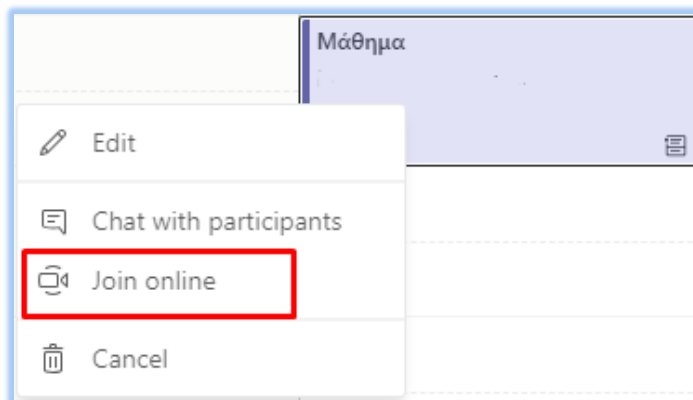 Μάθημα
Edit
Chat with participants
Join online
Cancel